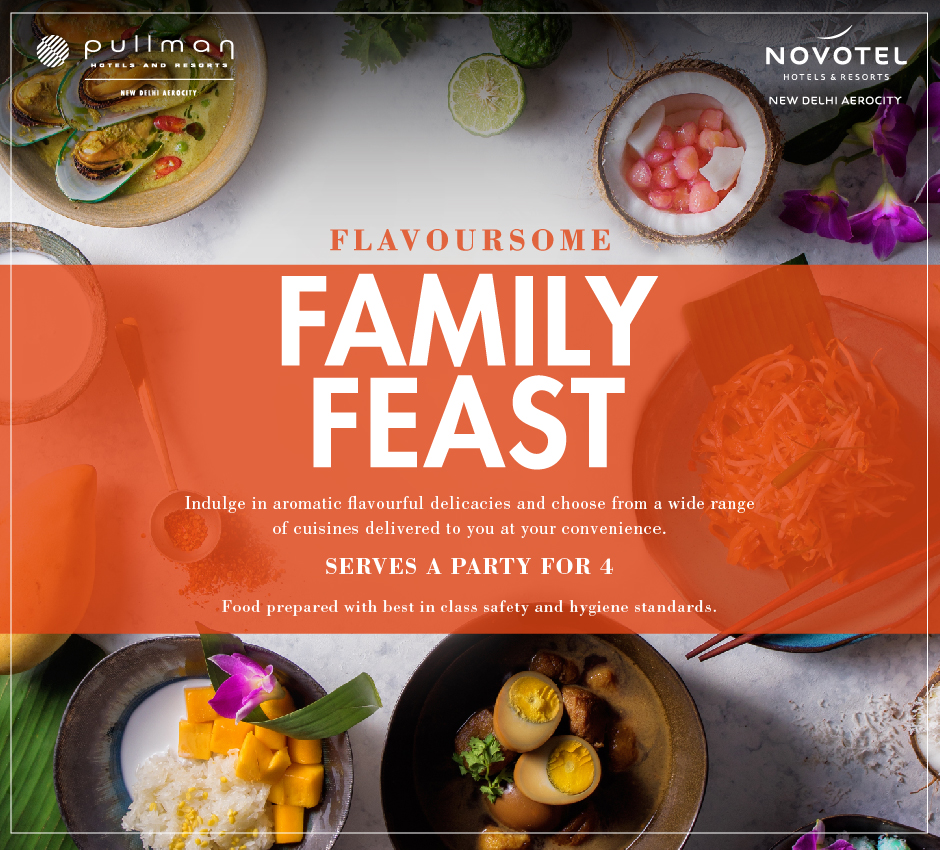 pullman
HOTELS AND RESORTS
NEW DELHI AEROCITY
NOVOTEL
HOTELS & RESORTS
NEW DELHI AEROCITY
FLAVOURSOME
FAMILY
FEAST
Indulge in aromatic flavourful delicacies and choose from a wide range
of cuisines delivered to you at your convenience.
SERVES A PARTY FOR 4
Food prepared with best in class safety and hygiene standards.